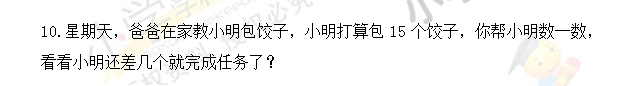 10.星期天，爸爸在家教小明包饺子，小明打算包 15 个饺子，你帮小明数一数，
看看小明还差几个就完成任务了？